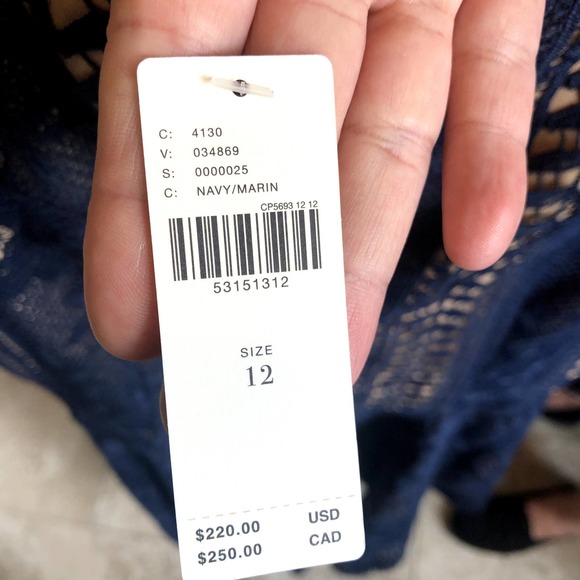 C: 4130
V: 034869
S: 0000025
C: NAVY/MARIN
CP5693 12 12
53151312
SIZE
12
$220.00 USD
$250.00 CAD